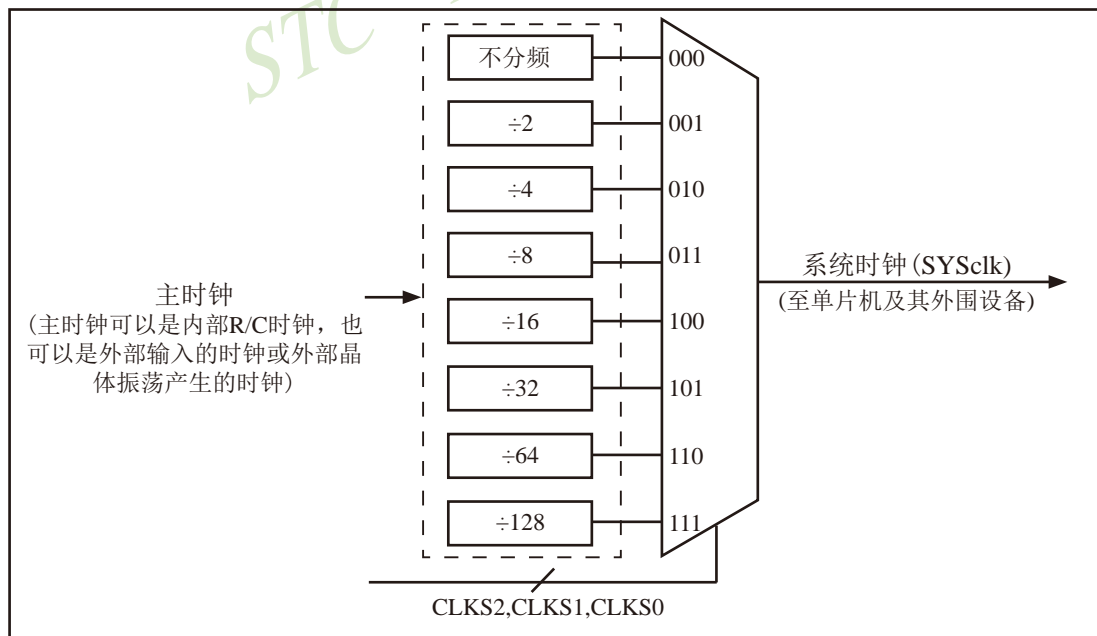 STC
不分频
000
÷2
001
÷4
010
÷8
011
÷16
100
÷32
101
÷64
110
÷128
111
主时钟
(主时钟可以是内部R/C时钟，也
可以是外部输入的时钟或外部晶
体振荡产生的时钟)
系统时钟(SYSclk)
(至单片机及其外围设备)
CLKS2,CLKS1,CLKS0